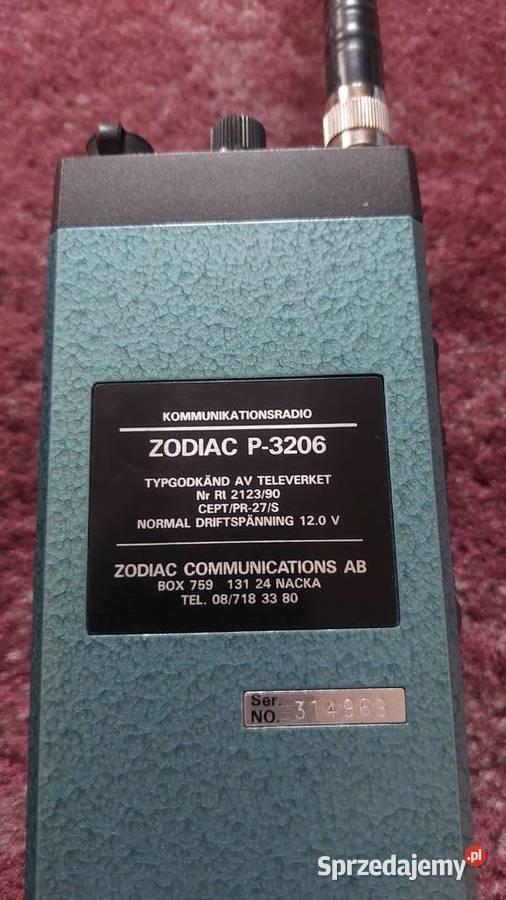 KOMMUNIKATIONSRADIO
ZODIAC P-3206
TYPGODKÄND AV TELEVERKET
Nr RI 2123/90
CEPT/PR-27/S
NORMAL DRIFTSPÄNNING 12.0 V
ZODIAC COMMUNICATIONS AB
BOX 759 131 24 NACKA
TEL. 08/718 33 80
Ser.
NO. 314969
Sprzedajemy.pl